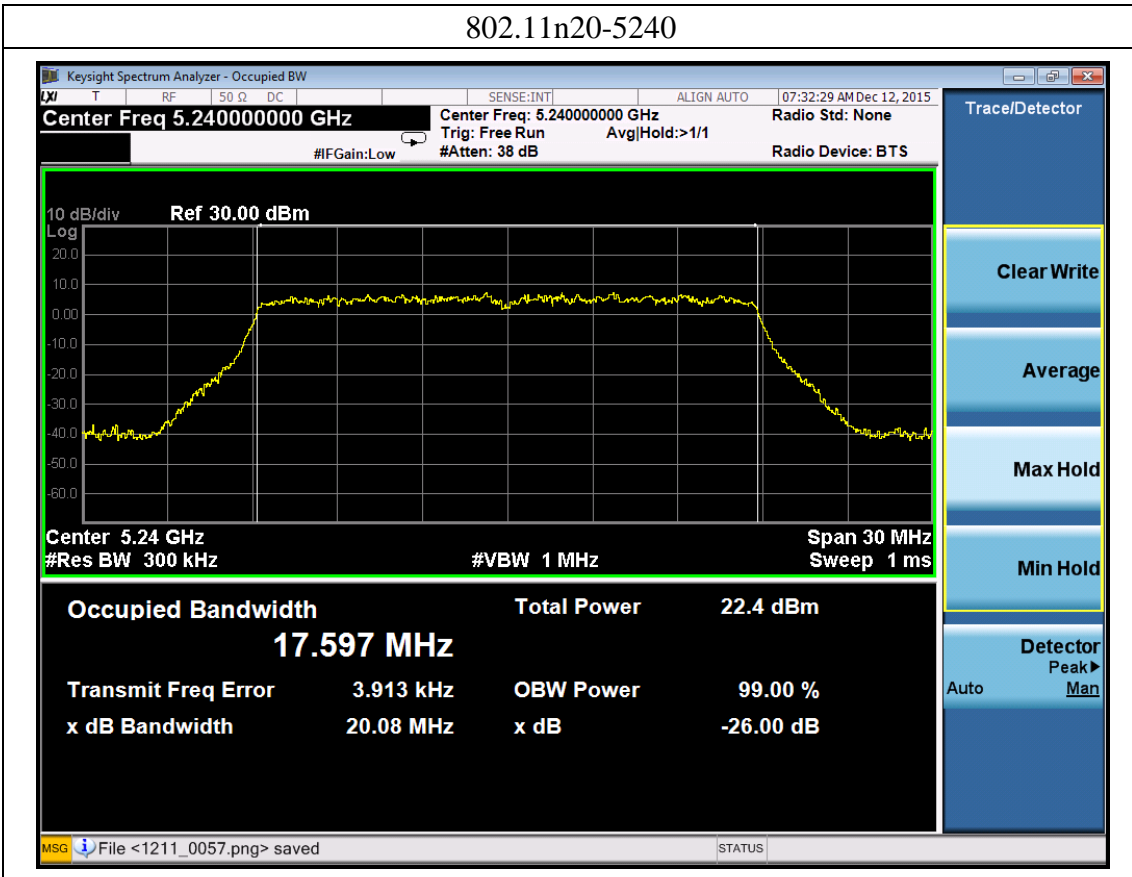 802.11n20-5240
Keysight Spectrum Analyzer - Occupied BW
LXI T RF 50 Ω DC SENSE:INT ALIGN AUTO 07:32:29 AM Dec 12, 2015
Center Freq 5.240000000 GHz
Center Freq: 5.240000000 GHz Radio Std: None
Trig: Free Run Avg|Hold:>1/1
#IFGain:Low #Atten: 38 dB Radio Device: BTS
10 dB/div Ref 30.00 dBm
Log
20.0
10.0
0.00
-10.0
-20.0
-30.0
-40.0
-50.0
-60.0
Center 5.24 GHz Span 30 MHz
#Res BW 300 kHz #VBW 1 MHz Sweep 1 ms
Occupied Bandwidth Total Power 22.4 dBm
17.597 MHz
Transmit Freq Error 3.913 kHz OBW Power 99.00 %
x dB Bandwidth 20.08 MHz x dB -26.00 dB
Trace/Detector
Clear Write
Average
Max Hold
Min Hold
Detector
Peak▶
Auto Man
MSG File <1211_0057.png> saved STATUS